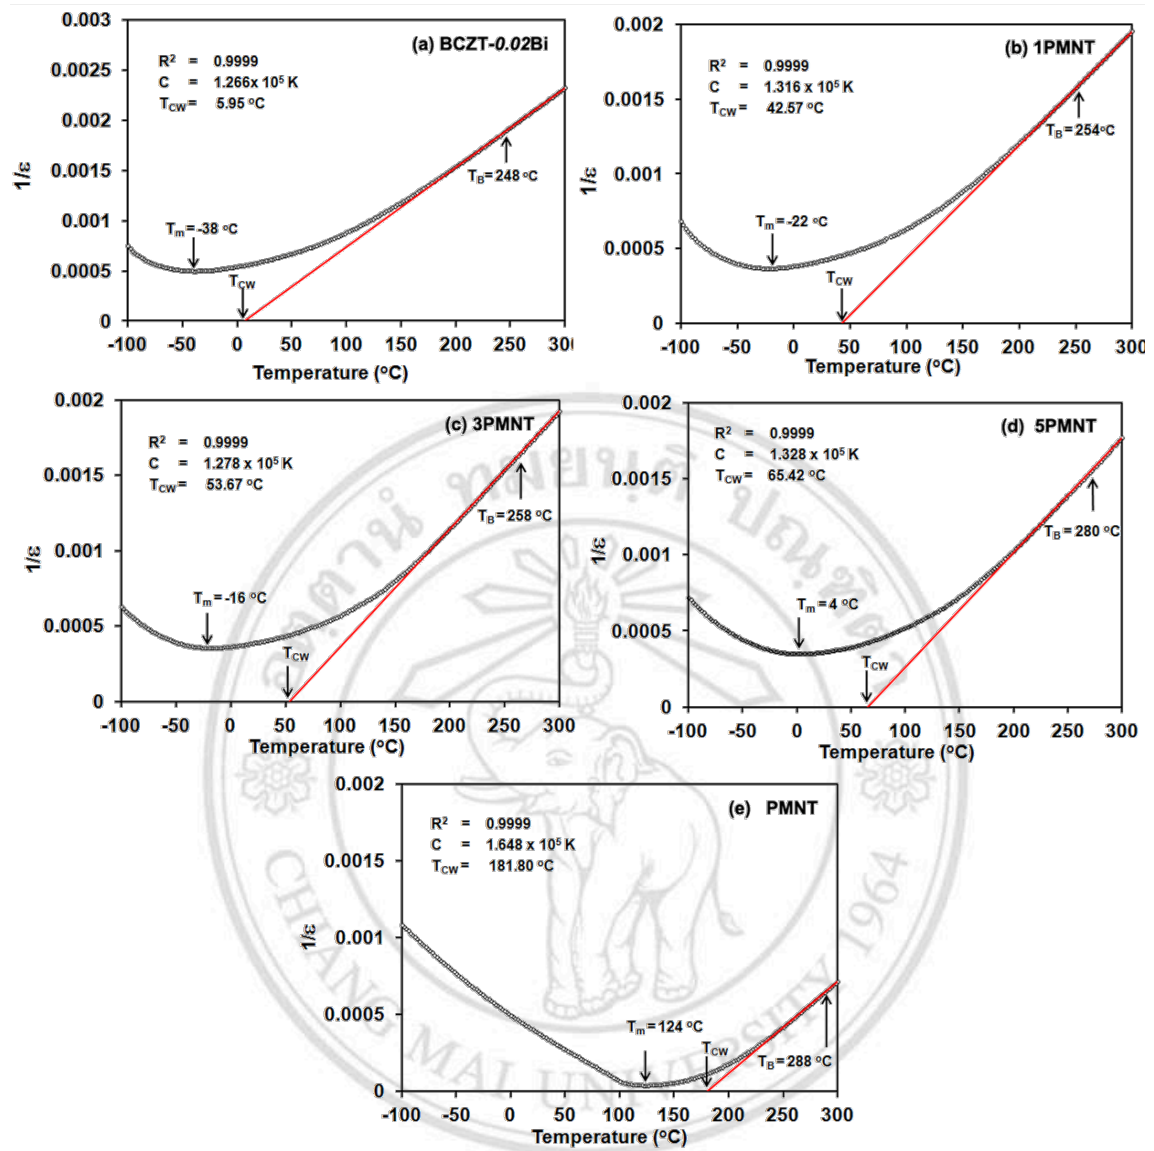 (a) BCZT-0.02Bi
R² = 0.9999
C = 1.266x 10⁵ K
T_CW = 5.95 °C
0.003
0.0025
0.002
0.0015
0.001
0.0005
0
1/ε
T_m = -38 °C
T_CW
T_B = 248 °C
-100 -50 0 50 100 150 200 250 300
Temperature (°C)
(b) 1PMNT
R² = 0.9999
C = 1.316 x 10⁵ K
T_CW = 42.57 °C
0.002
0.0015
0.001
0.0005
0
1/ε
T_m = -22 °C
T_CW
T_B = 254°C
-100 -50 0 50 100 150 200 250 300
Temperature (°C)
(c) 3PMNT
R² = 0.9999
C = 1.278 x 10⁵ K
T_CW = 53.67 °C
0.002
0.0015
0.001
0.0005
0
1/ε
T_m = -16 °C
T_CW
T_B = 258 °C
-100 -50 0 50 100 150 200 250 300
Temperature (°C)
(d) 5PMNT
R² = 0.9999
C = 1.328 x 10⁵ K
T_CW = 65.42 °C
0.002
0.0015
0.001
0.0005
0
1/ε
T_m = 4 °C
T_CW
T_B = 280 °C
-100 -50 0 50 100 150 200 250 300
Temperature (°C)
(e) PMNT
R² = 0.9999
C = 1.648 x 10⁵ K
T_CW = 181.80 °C
0.002
0.0015
0.001
0.0005
0
1/ε
T_m = 124 °C
T_CW
T_B = 288 °C
-100 -50 0 50 100 150 200 250 300
Temperature (°C)
CHIANG MAI UNIVERSITY 1964